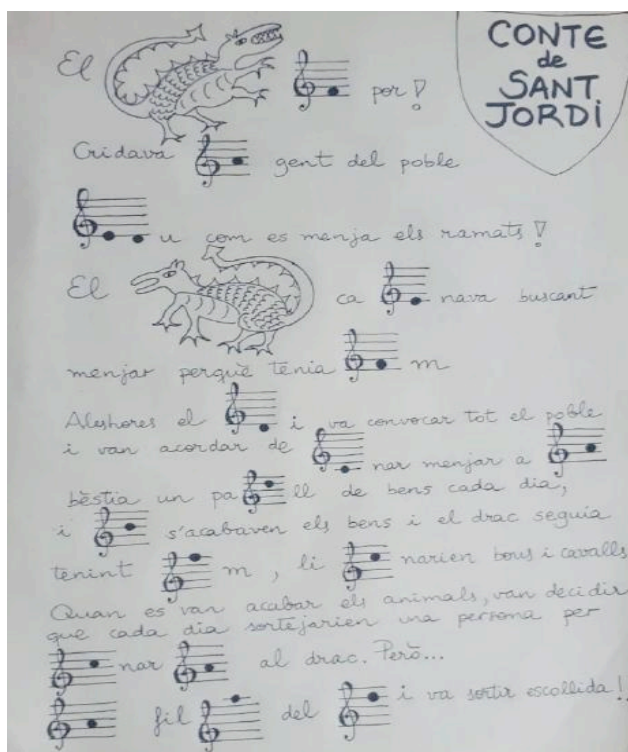 CONTE
de
SANT
JORDI
El por!
Cridava gent del poble
u com es menja els ramats!
El ca nava buscant
menjar perquè tenia m
Aleshores el i va convocar tot el poble
i van acordar de nar menjar a
bèstia un pa ll de bens cada dia,
i s'acabaven els bens i el drac seguia
tenint m, li narien bous i cavalls
Quan es van acabar els animals, van decidir
que cada dia sortejarien una persona per
nar al drac. Però...
fil del i va sortir escollida!